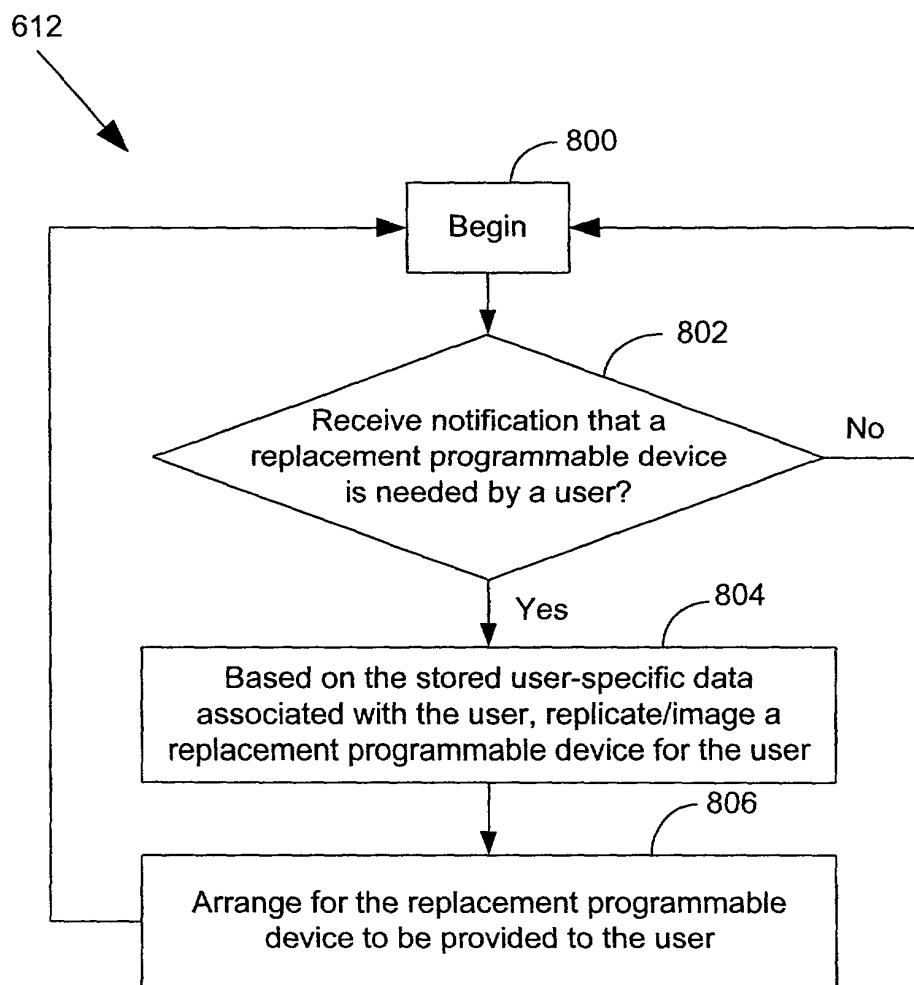 612
800
Begin
802
Receive notification that a
replacement programmable device
is needed by a user?
No
Yes
804
Based on the stored user-specific data
associated with the user, replicate/image a
replacement programmable device for the user
806
Arrange for the replacement programmable
device to be provided to the user